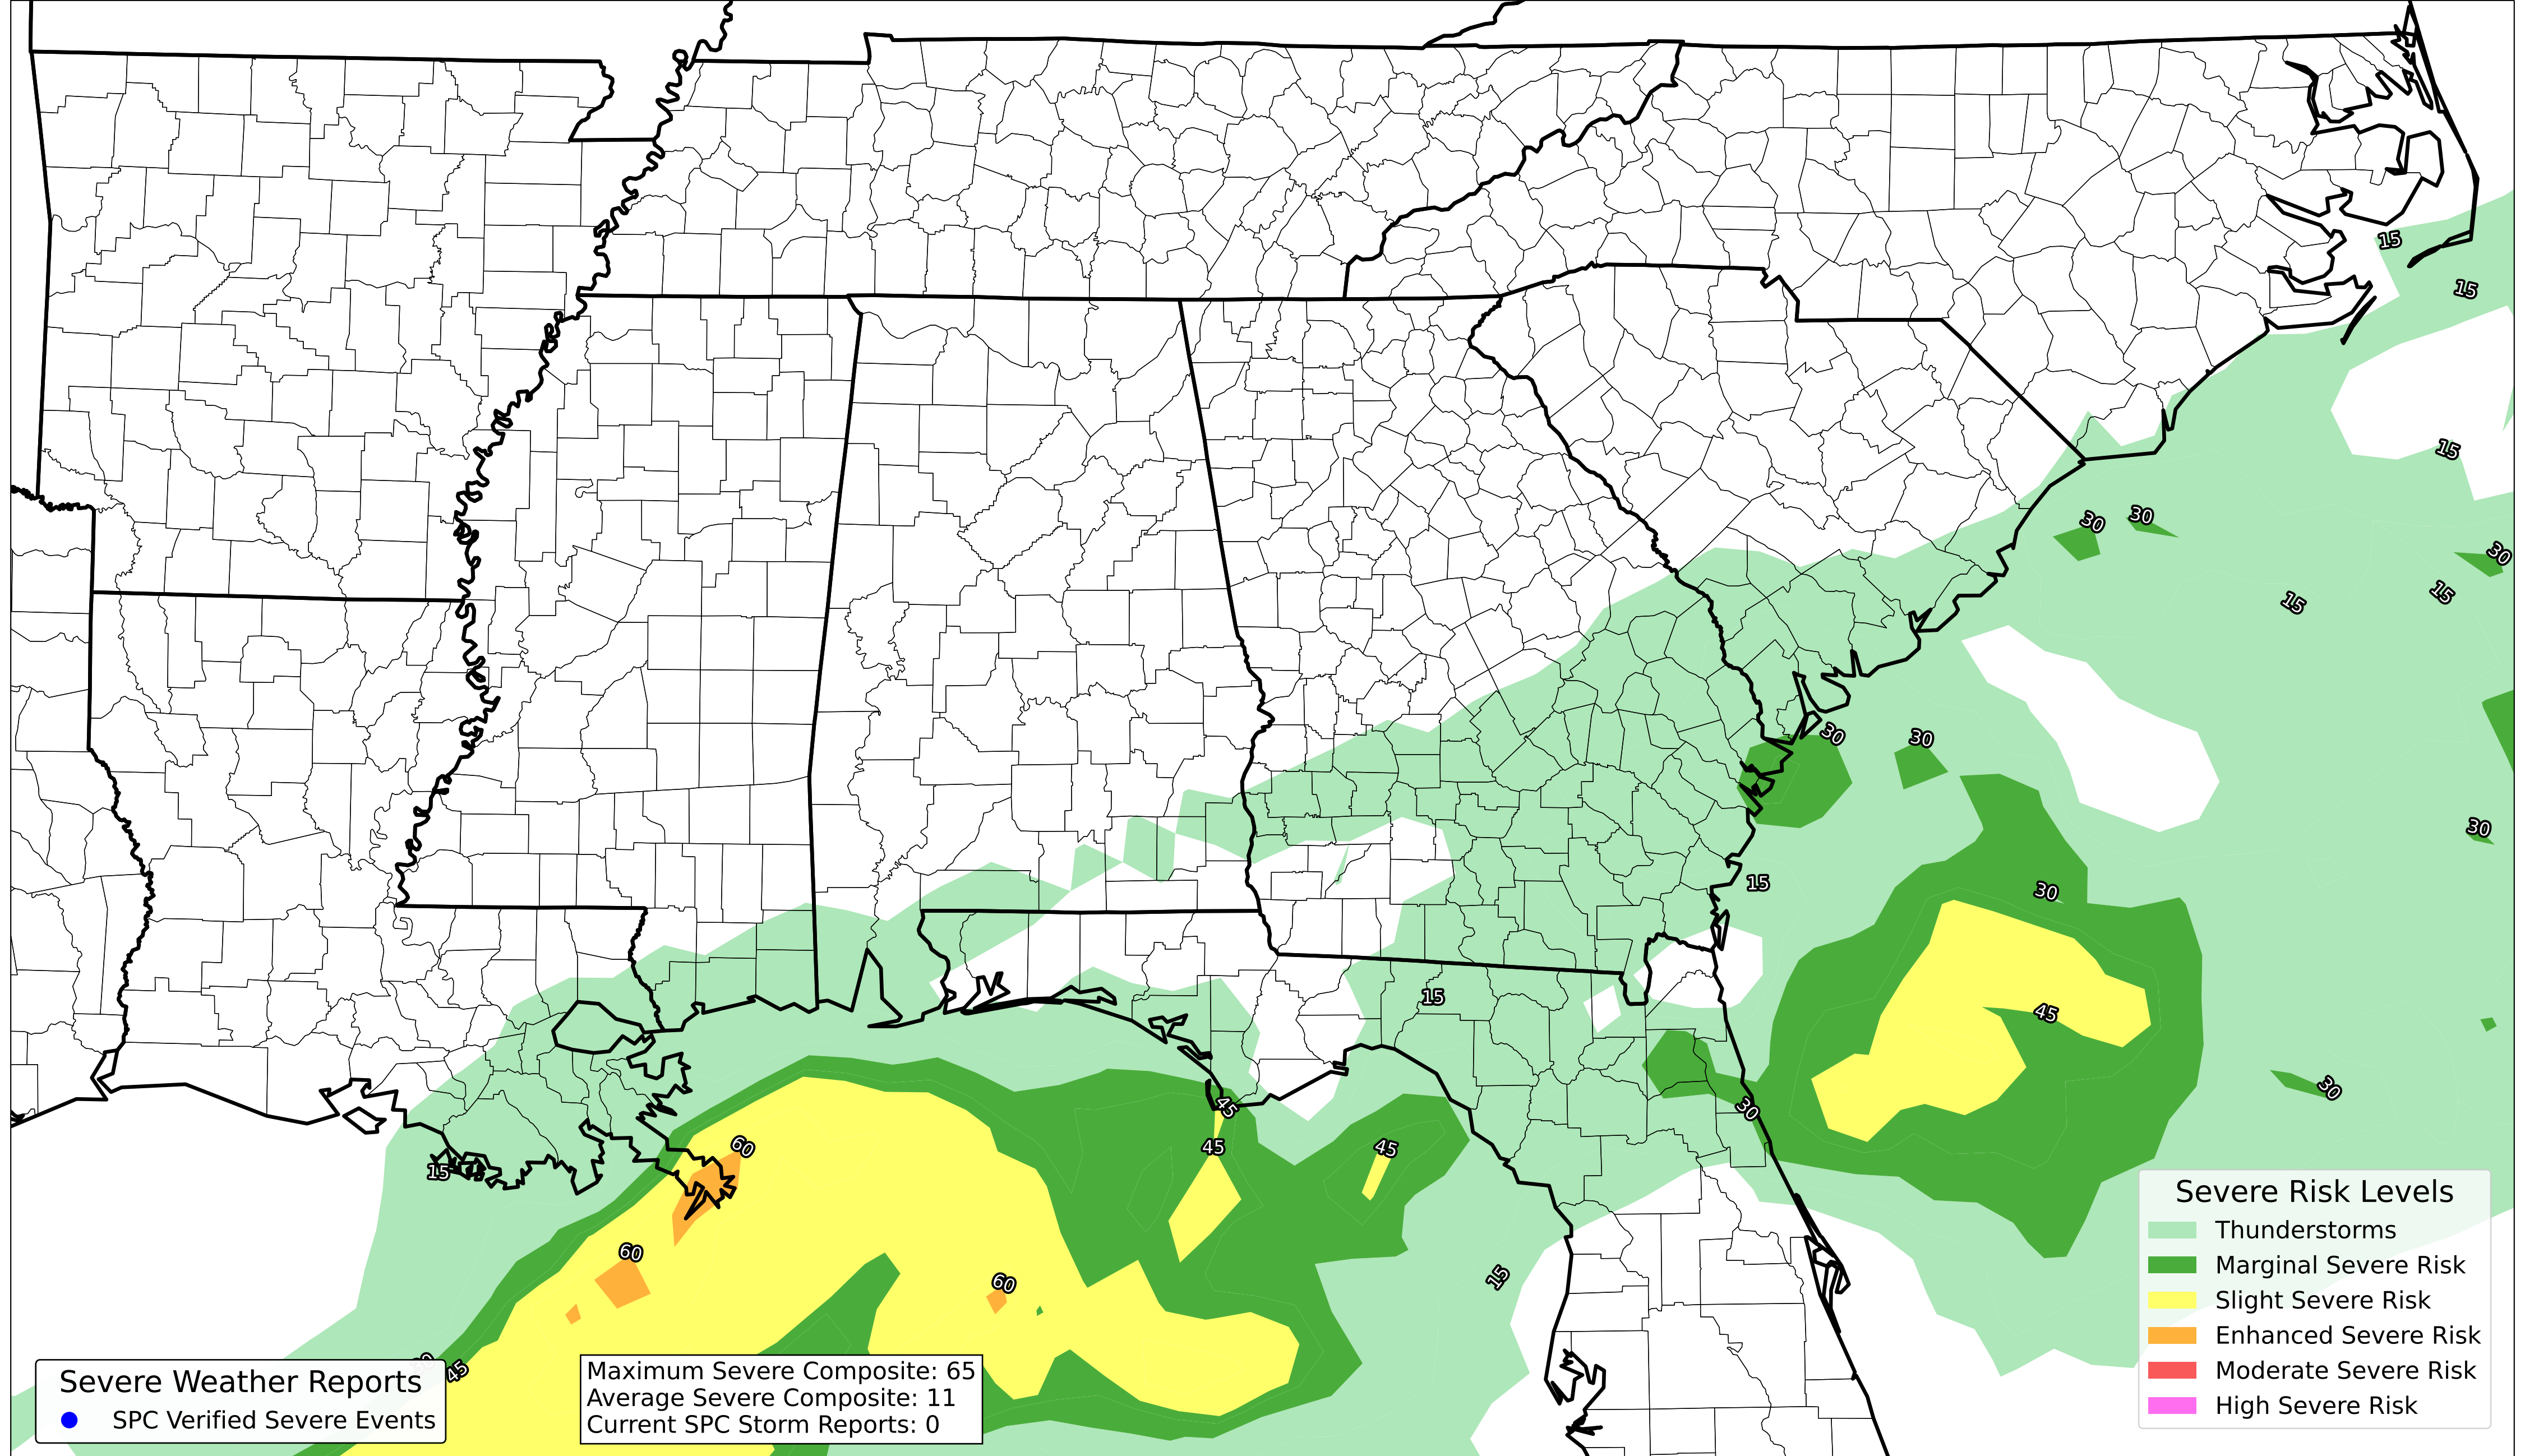 15
15
15
30
30
30
15
15
30
30
30
15
30
15
45
30
45
30
45
45
60
15
60
15
60
45
Severe Risk Levels
Thunderstorms
Marginal Severe Risk
Slight Severe Risk
Enhanced Severe Risk
Moderate Severe Risk
High Severe Risk
Severe Weather Reports
SPC Verified Severe Events
Maximum Severe Composite: 65
Average Severe Composite: 11
Current SPC Storm Reports: 0